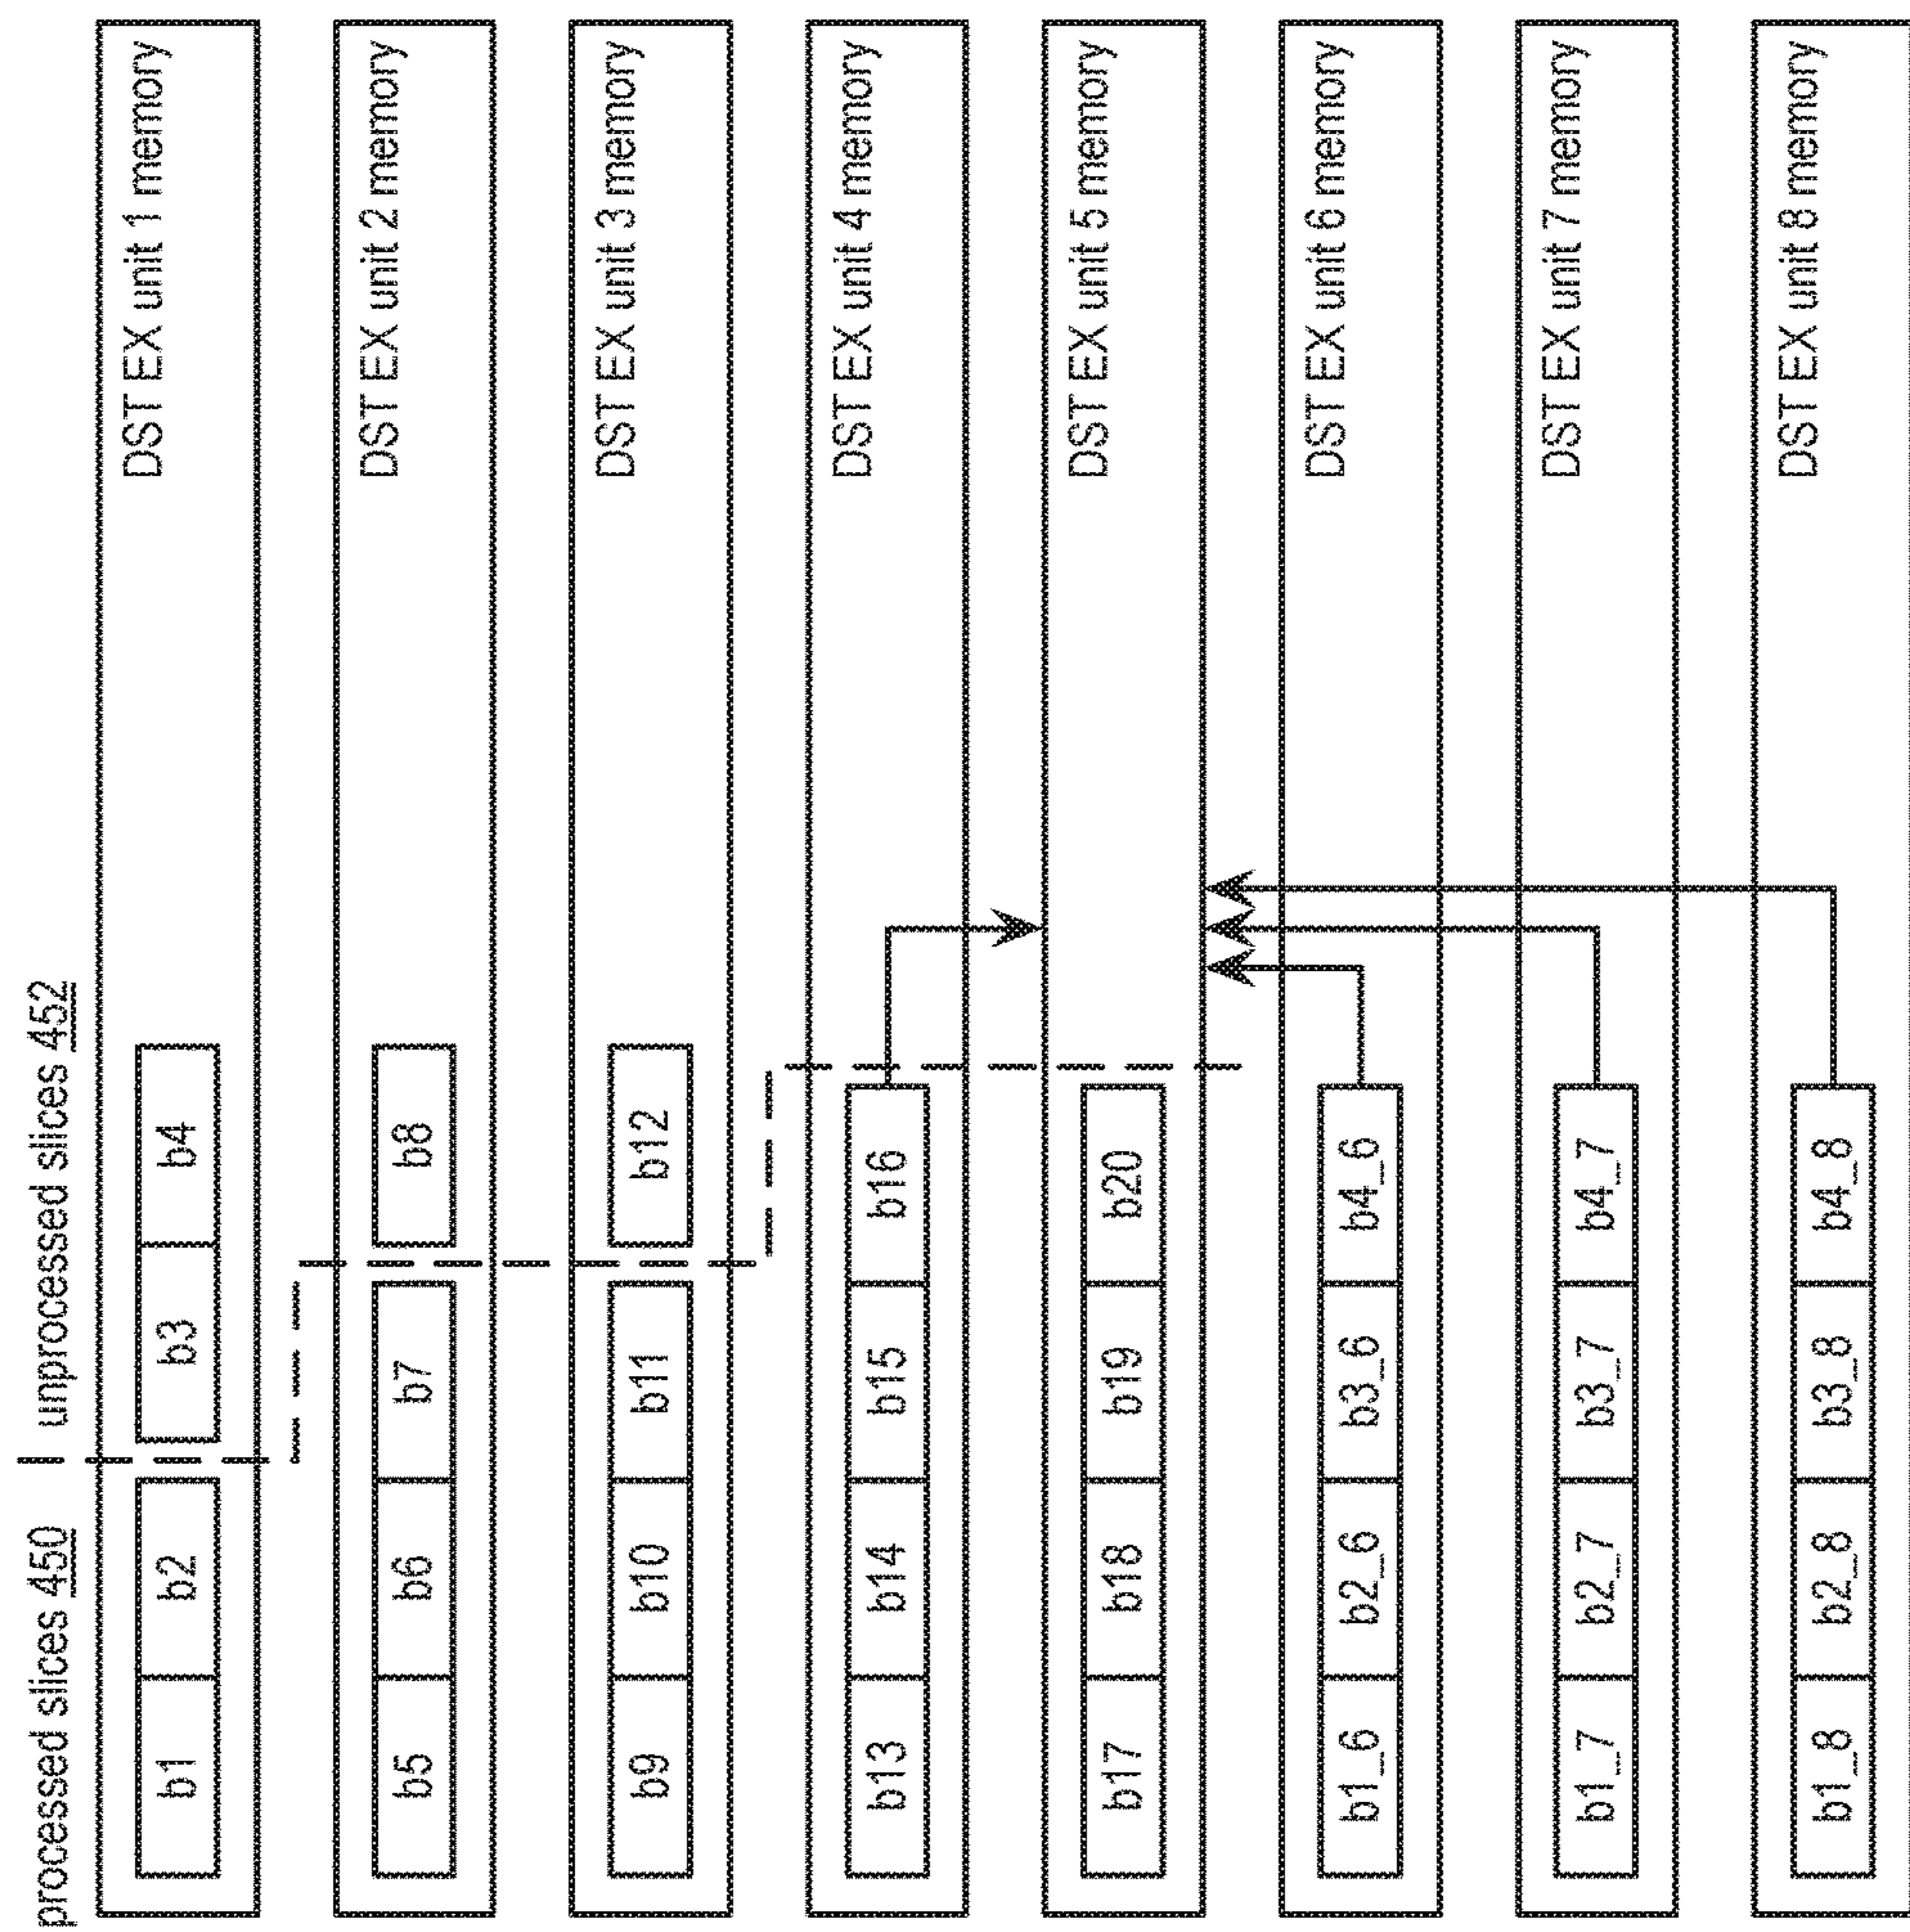 processed slices 450
unprocessed slices 452
b1 b2 b3 b4 DST EX unit 1 memory
b5 b6 b7 b8 DST EX unit 2 memory
b9 b10 b11 b12 DST EX unit 3 memory
b13 b14 b15 b16 DST EX unit 4 memory
b17 b18 b19 b20 DST EX unit 5 memory
b1_6 b2_6 b3_6 b4_6 DST EX unit 6 memory
b1_7 b2_7 b3_7 b4_7 DST EX unit 7 memory
b1_8 b2_8 b3_8 b4_8 DST EX unit 8 memory